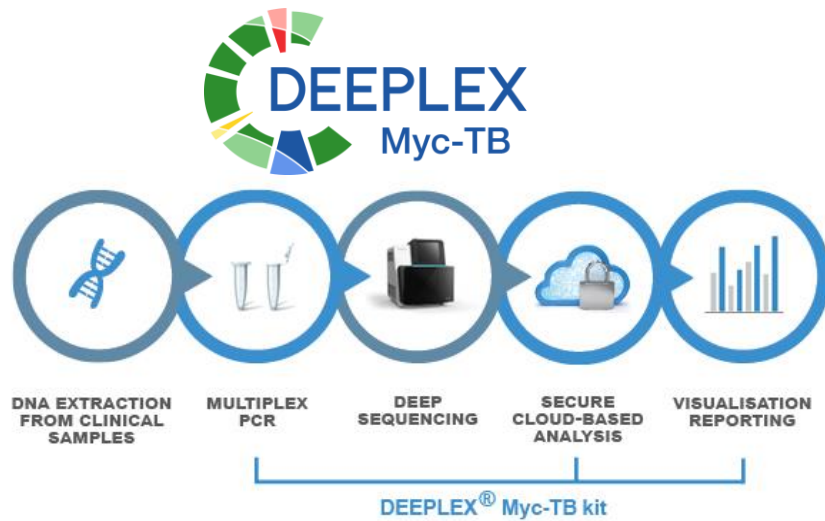 DEEPLEX
Myc-TB
DNA EXTRACTION
FROM CLINICAL
SAMPLES
MULTIPLEX
PCR
DEEP
SEQUENCING
SECURE
CLOUD-BASED
ANALYSIS
VISUALISATION
REPORTING
DEEPLEX® Myc-TB kit